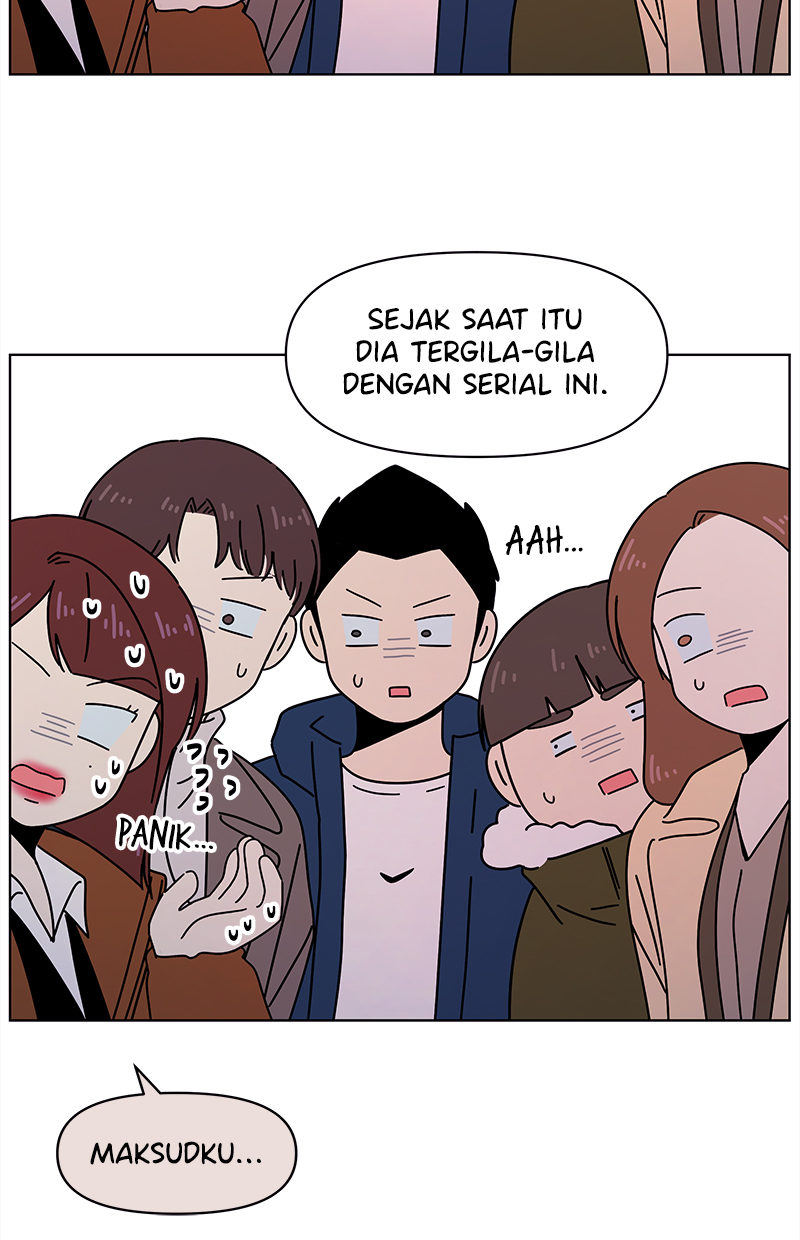 SEJAK SAAT ITU
DIA TERGILA-GILA
DENGAN SERIAL INI.
AAH...
PANIK...
MAKSUDKU...